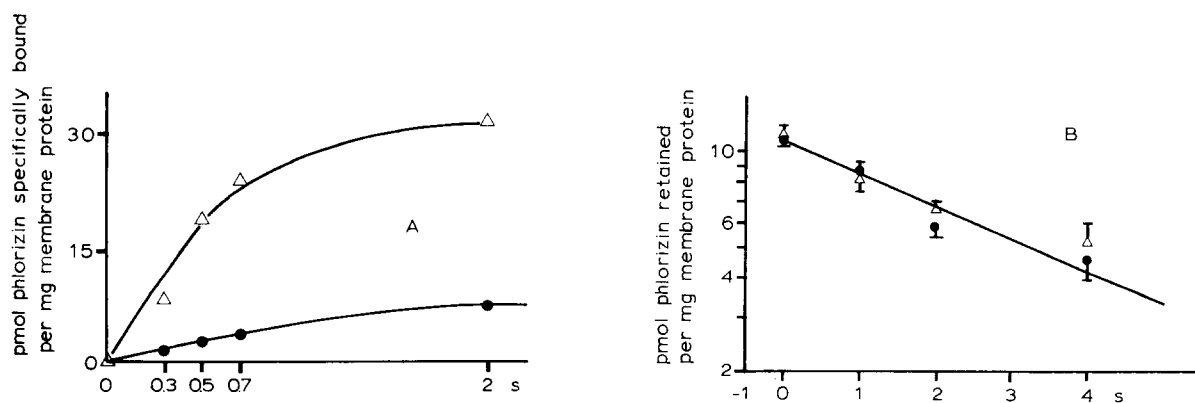 pmol phlorizin specifically bound
per mg membrane protein
30
15
0
A
0 0.3 0.5 0.7 2 s
pmol phlorizin retained
per mg membrane protein
10
6
4
2
B
-1 0 1 2 3 4 s